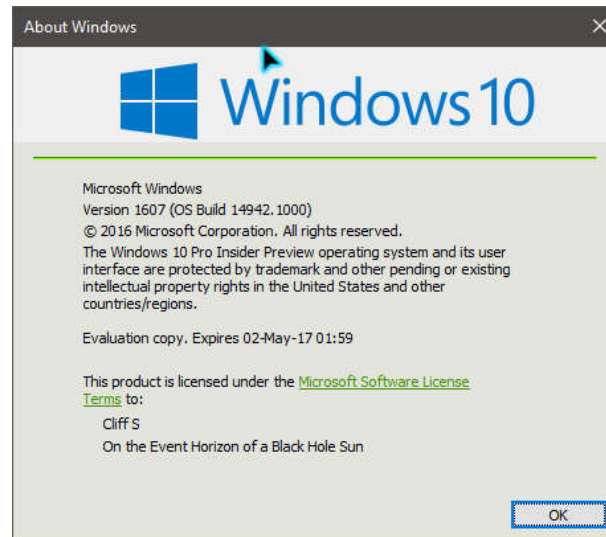 About Windows
Windows 10
Microsoft Windows
Version 1607 (OS Build 14942.1000)
© 2016 Microsoft Corporation. All rights reserved.
The Windows 10 Pro Insider Preview operating system and its user
interface are protected by trademark and other pending or existing
intellectual property rights in the United States and other
countries/regions.
Evaluation copy. Expires 02-May-17 01:59
This product is licensed under the Microsoft Software License
Terms to:
Cliff S
On the Event Horizon of a Black Hole Sun
OK